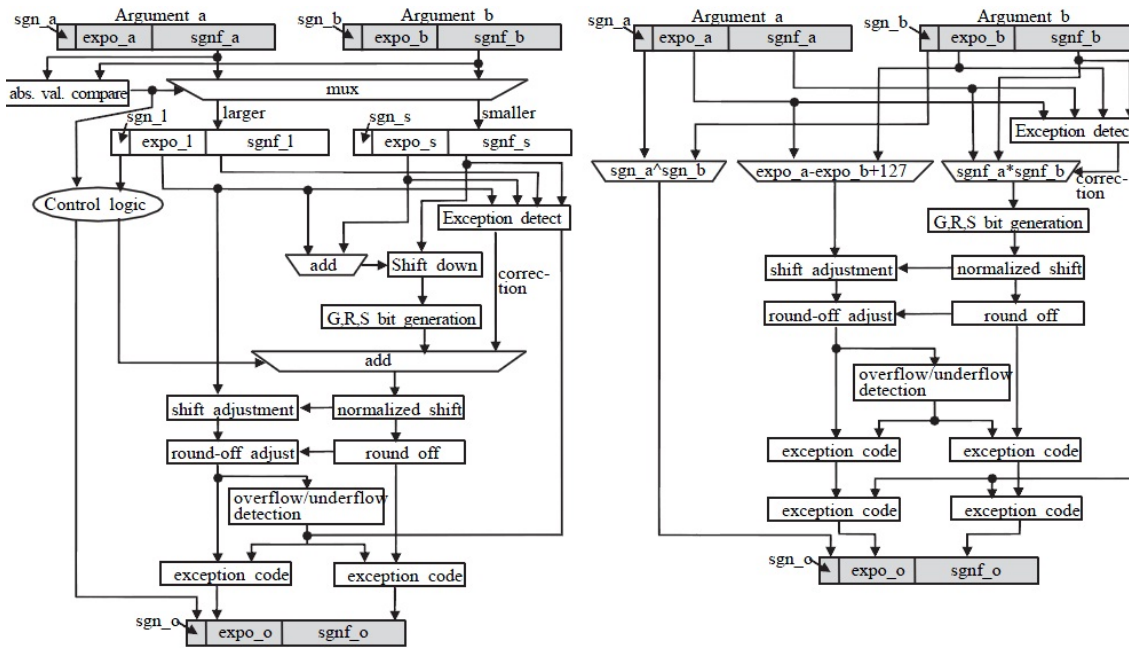 Argument a
Argument b
sgn_a
sgn_b
expo_a
sgnf_a
expo_b
sgnf_b
abs. val. compare
mux
sgn_l
larger
sgn_s
smaller
expo_l
sgnf_l
expo_s
sgnf_s
Control logic
Exception detect
add
Shift down
correc-
tion
G,R,S bit generation
add
shift adjustment
normalized shift
round-off adjust
round off
overflow/underflow
detection
exception code
exception code
sgn_o
expo_o
sgnf_o
Argument a
Argument b
sgn_a
sgn_b
expo_a
sgnf_a
expo_b
sgnf_b
Exception detect
sgn_a^sgn_b
expo_a-expo_b+127
sgnf_a*sgnf_b
correc-
tion
G,R,S bit generation
shift adjustment
normalized shift
round-off adjust
round off
overflow/underflow
detection
exception code
exception code
exception code
exception code
sgn_o
expo_o
sgnf_o